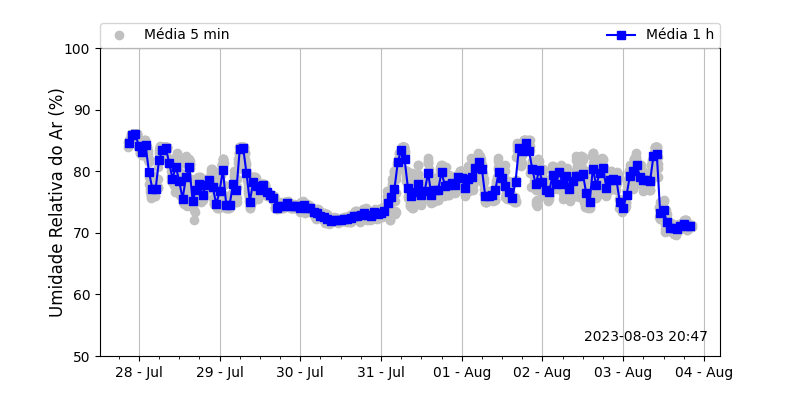 Média 5 min
Média 1 h
100
90
80
70
60
50
Umidade Relativa do Ar (%)
2023-08-03 20:47
28 - Jul
29 - Jul
30 - Jul
31 - Jul
01 - Aug
02 - Aug
03 - Aug
04 - Aug